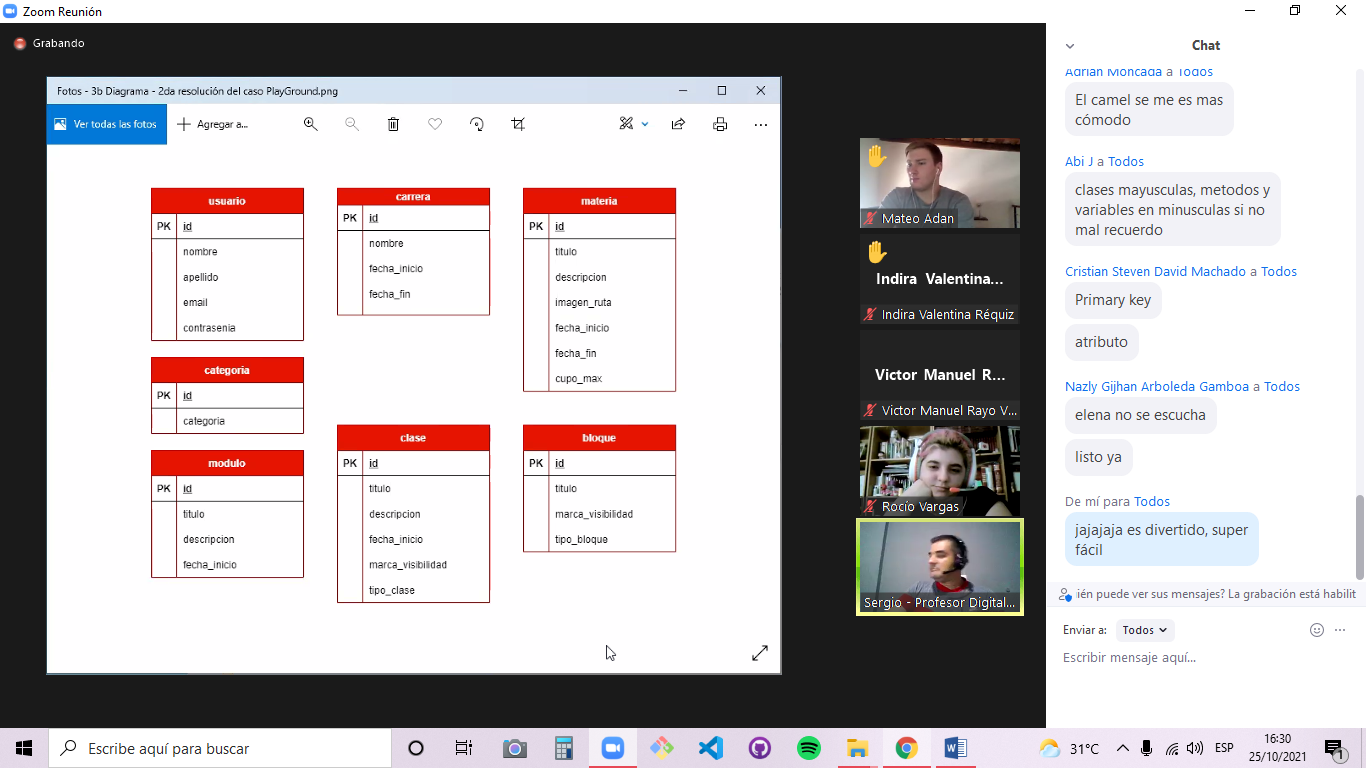 Zoom Reunión
Grabando
Fotos - 3b Diagrama - 2da resolución del caso PlayGround.png
Ver todas las fotos
Agregar a...
usuario
PK id
nombre
apellido
email
contrasenia
carrera
PK id
nombre
fecha_inicio
fecha_fin
materia
PK id
titulo
descripcion
imagen_ruta
fecha_inicio
fecha_fin
cupo_max
categoria
PK id
categoria
modulo
PK id
titulo
descripcion
fecha_inicio
clase
PK id
titulo
descripcion
fecha_inicio
marca_visibilidad
tipo_clase
bloque
PK id
titulo
marca_visibilidad
tipo_bloque
Mateo Adan
Indira Valentina...
Indira Valentina Réquiz
Victor Manuel R...
Victor Manuel Rayo V...
Rocío Vargas
Sergio - Profesor Digital...
Chat
Adrian Moncada a Todos
El camel se me es mas
cómodo
Abi J a Todos
clases mayusculas, metodos y
variables en minusculas si no
mal recuerdo
Cristian Steven David Machado a Todos
Primary key
atributo
Nazly Gijhan Arboleda Gamboa a Todos
elena no se escucha
listo ya
De mí para Todos
jajajaja es divertido, super
fácil
ién puede ver sus mensajes? La grabación está habilit
Enviar a: Todos
Escribir mensaje aquí...
Escribe aquí para buscar
31°C
ESP
16:30
25/10/2021
1